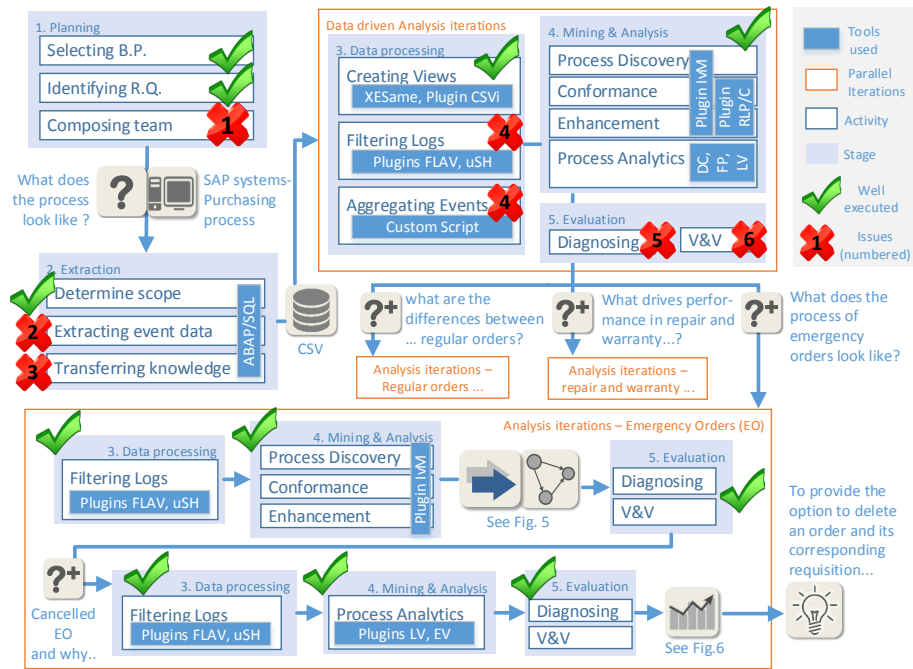 1. Planning
Selecting B.P.
Identifying R.Q.
Composing team
1
What does
the process
look like ?
SAP systems-
Purchasing
process
2. Extraction
Determine scope
Extracting event data
2
Transferring knowledge
3
ABAP/SQL
CSV
Data driven Analysis iterations
3. Data processing
Creating Views
XESame, Plugin CSVi
Filtering Logs
4
Plugins FLAV, uSH
Aggregating Events
4
Custom Script
4. Mining & Analysis
Process Discovery
Conformance
Enhancement
Plugin IvM
Plugin
RLP/C
Process Analytics
DC,
FP,
LV
5. Evaluation
Diagnosing
5
V&V
6
Tools
used
Parallel
Iterations
Activity
Stage
Well
executed
1
Issues
(numbered)
?
?+
what are the
differences between
... regular orders?
?+
What drives perfor-
mance in repair and
warranty...?
?+
What does the
process of
emergency
orders look like?
Analysis iterations –
Regular orders ...
Analysis iterations –
repair and warranty ...
Analysis iterations – Emergency Orders (EO)
3. Data processing
Filtering Logs
Plugins FLAV, uSH
4. Mining & Analysis
Process Discovery
Conformance
Enhancement
Plugin IvM
See Fig. 5
5. Evaluation
Diagnosing
V&V
?+
Cancelled
EO
and why..
3. Data processing
Filtering Logs
Plugins FLAV, uSH
4. Mining & Analysis
Process Analytics
Plugins LV, EV
5. Evaluation
Diagnosing
V&V
See Fig.6
To provide the
option to delete
an order and its
corresponding
requisition...